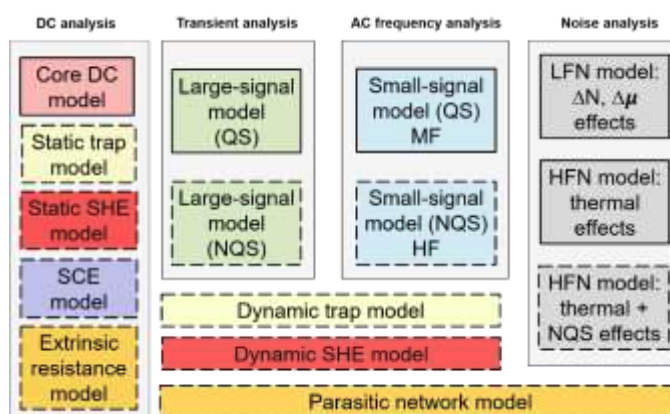 DC analysis
Transient analysis
AC frequency analysis
Noise analysis
Core DC
model
Static trap
model
Static SHE
model
SCE
model
Extrinsic
resistance
model
Large-signal
model
(QS)
Large-signal
model
(NQS)
Small-signal
model (QS)
MF
Small-signal
model (NQS)
HF
LFN model:
ΔN, Δμ
effects
HFN model:
thermal
effects
HFN model:
thermal +
NQS effects
Dynamic trap model
Dynamic SHE model
Parasitic network model